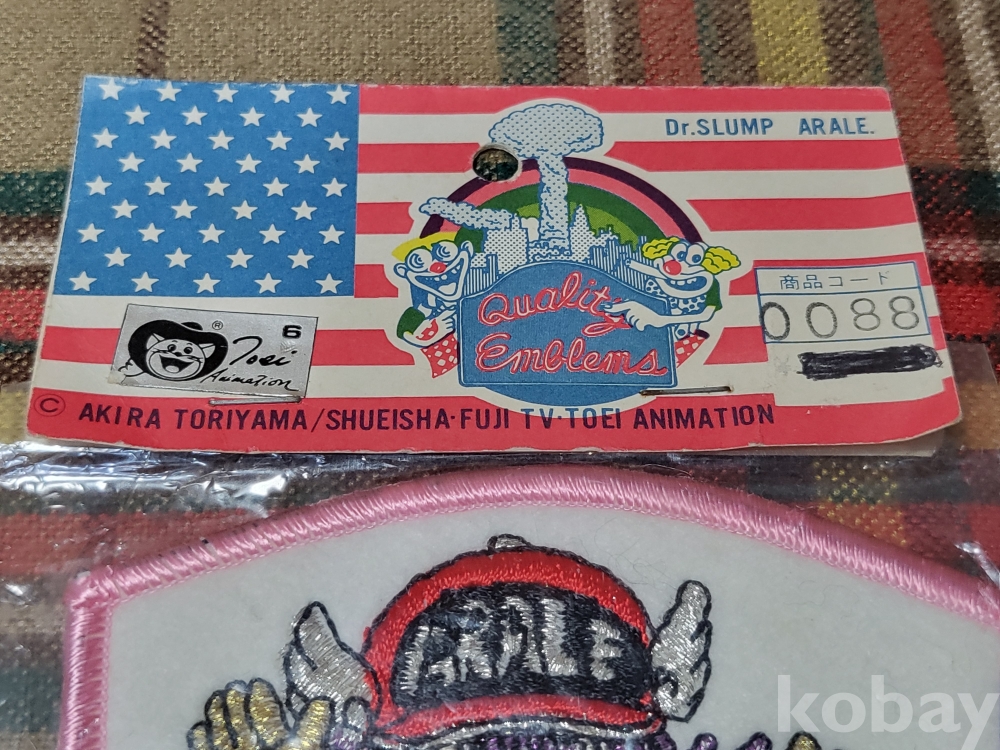 Dr.SLUMP ARALE.
Quality
Emblems
商品コード
0088
® 6
Toei
Animation
© AKIRA TORIYAMA/SHUEISHA·FUJI TV·TOEI ANIMATION
ARALE
kobay